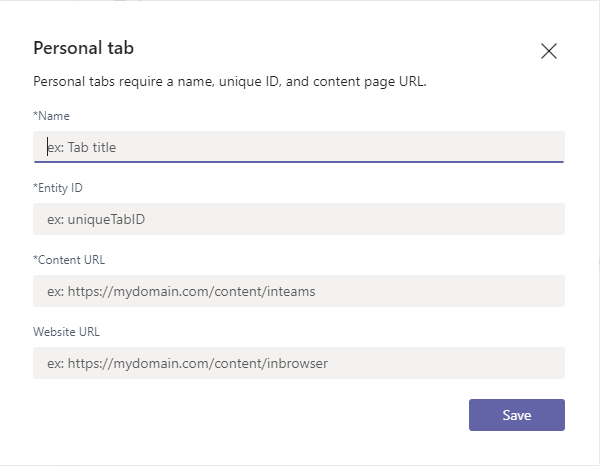 Personal tab
Personal tabs require a name, unique ID, and content page URL.
*Name
ex: Tab title
*Entity ID
ex: uniqueTabID
*Content URL
ex: https://mydomain.com/content/inteams
Website URL
ex: https://mydomain.com/content/inbrowser
Save